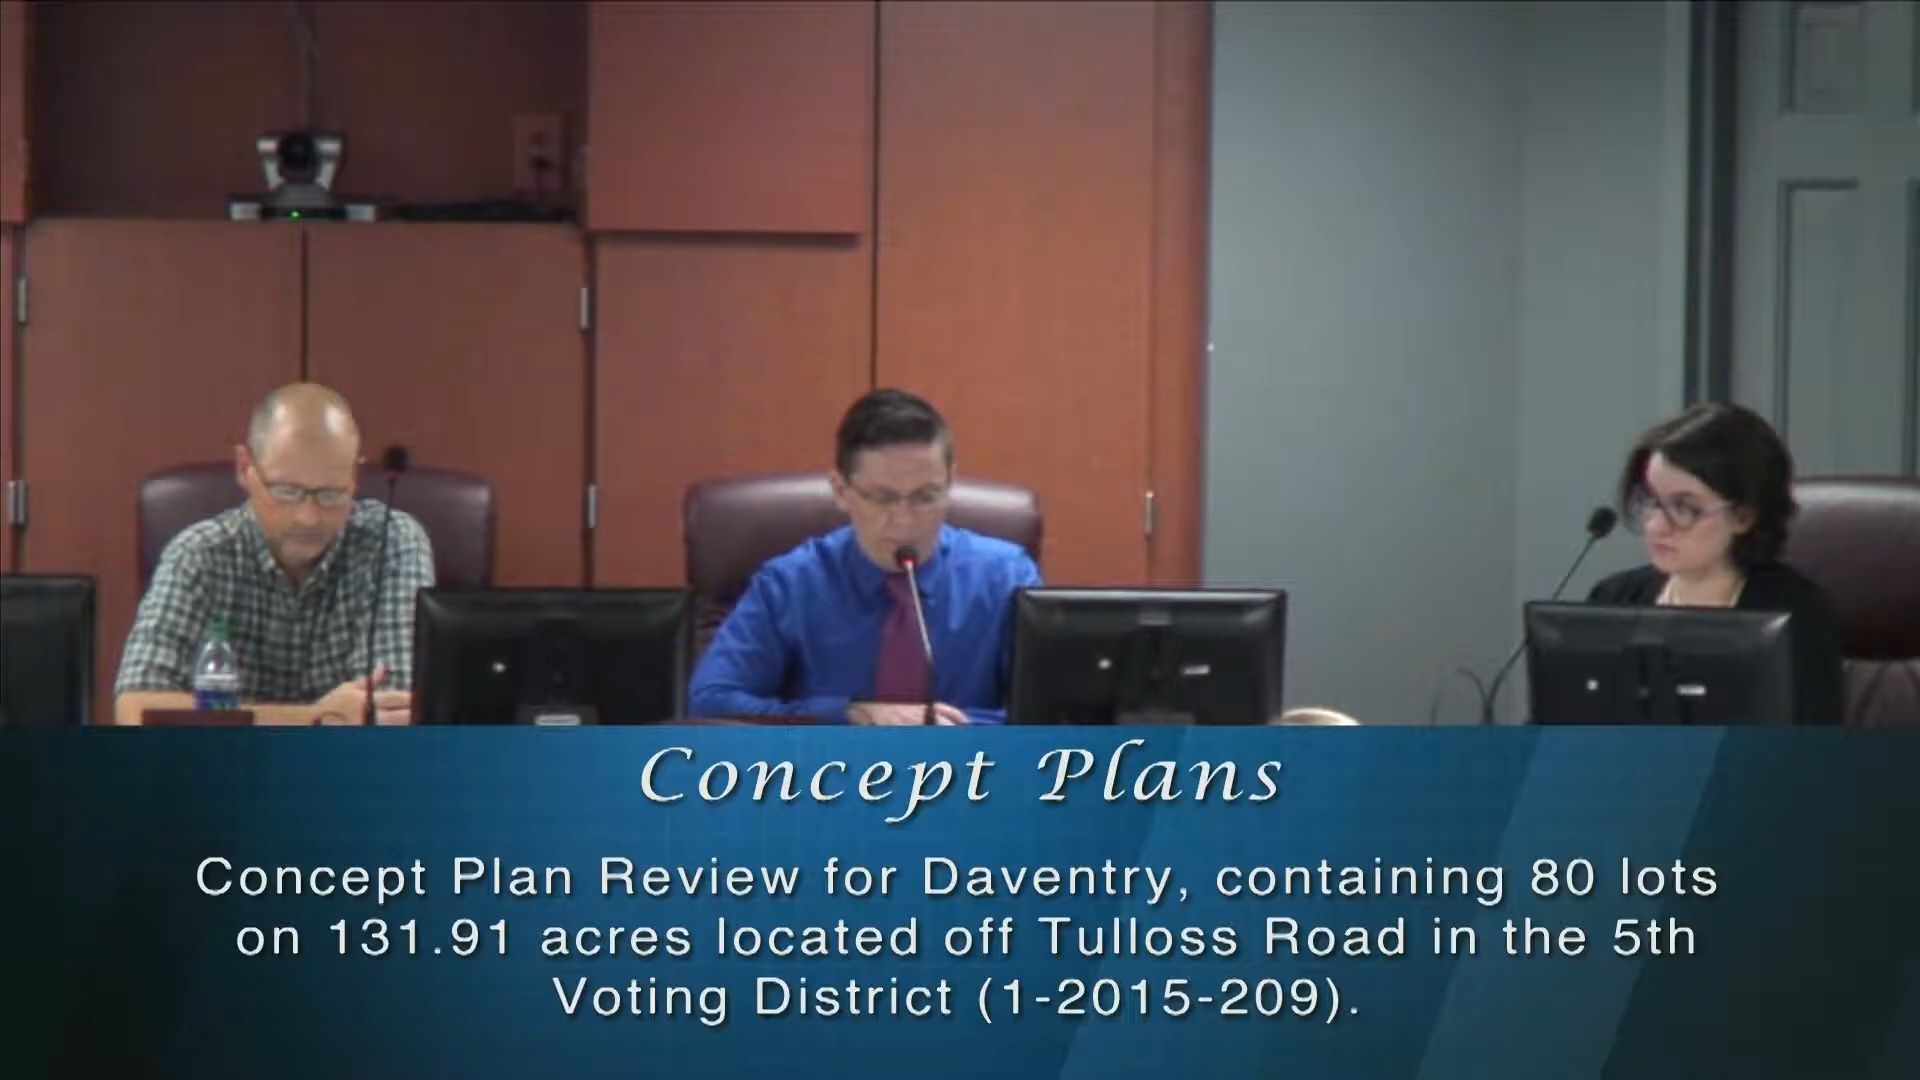 Concept Plans
Concept Plan Review for Daventry, containing 80 lots
on 131.91 acres located off Tulloss Road in the 5th
Voting District (1-2015-209).